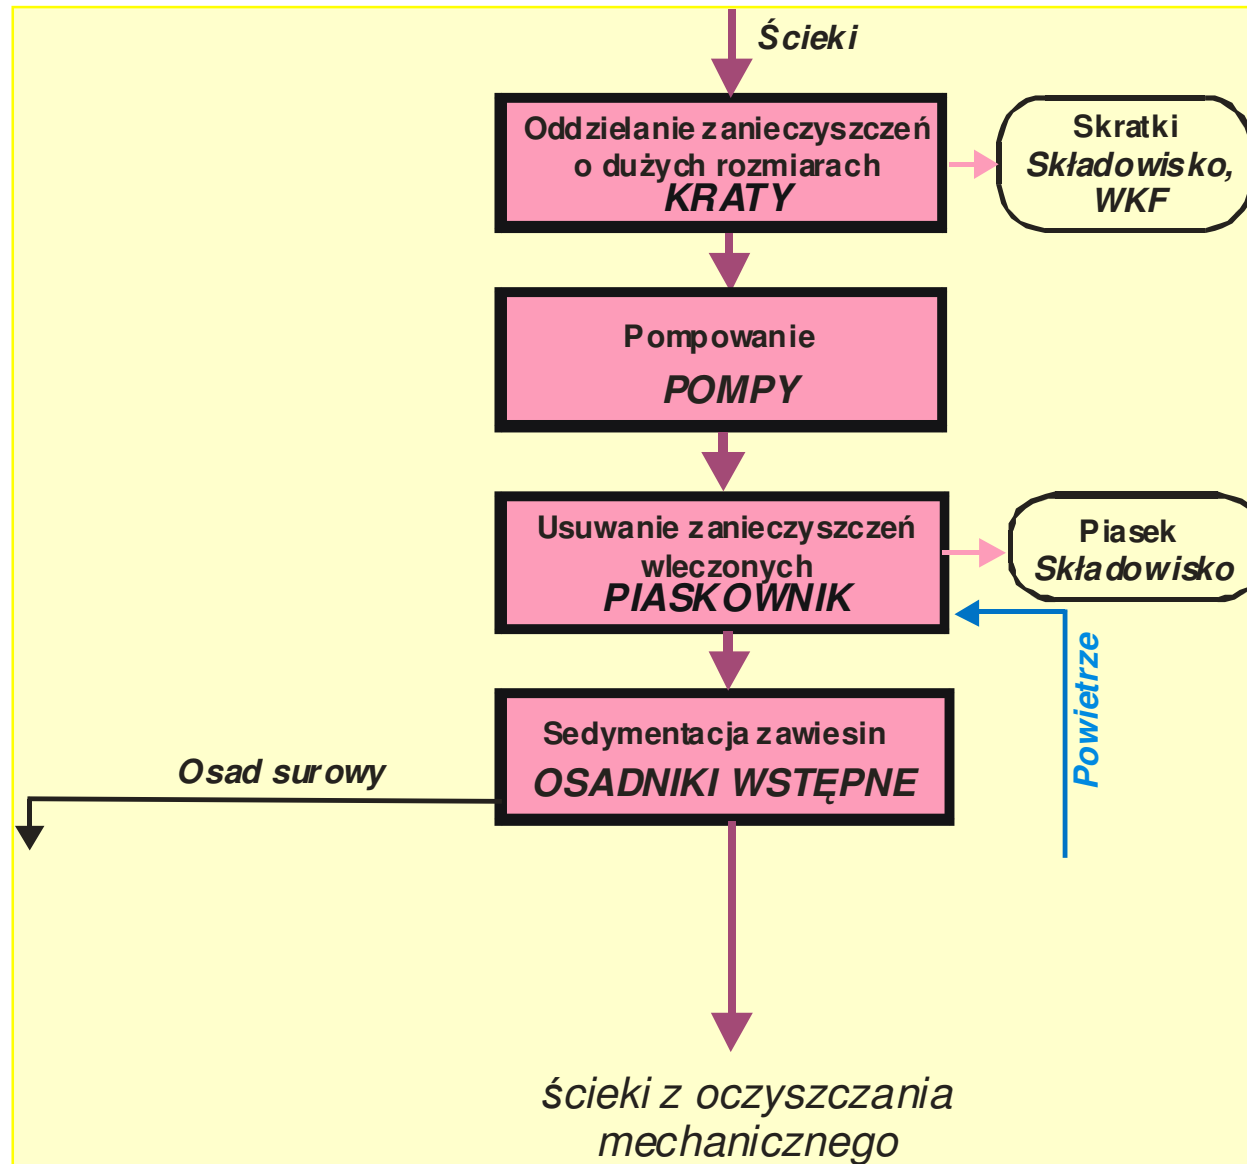 Ścieki
Oddzielanie zanieczyszczeń
o dużych rozmiarach
KRATY
Skratki
Składowisko,
WKF
Pompowanie
POMPY
Usuwanie zanieczyszczeń
wleczonych
PIASKOWNIK
Piasek
Składowisko
Powietrze
Sedymentacja zawiesin
OSADNIKI WSTĘPNE
Osad surowy
ścieki z oczyszczania
mechanicznego